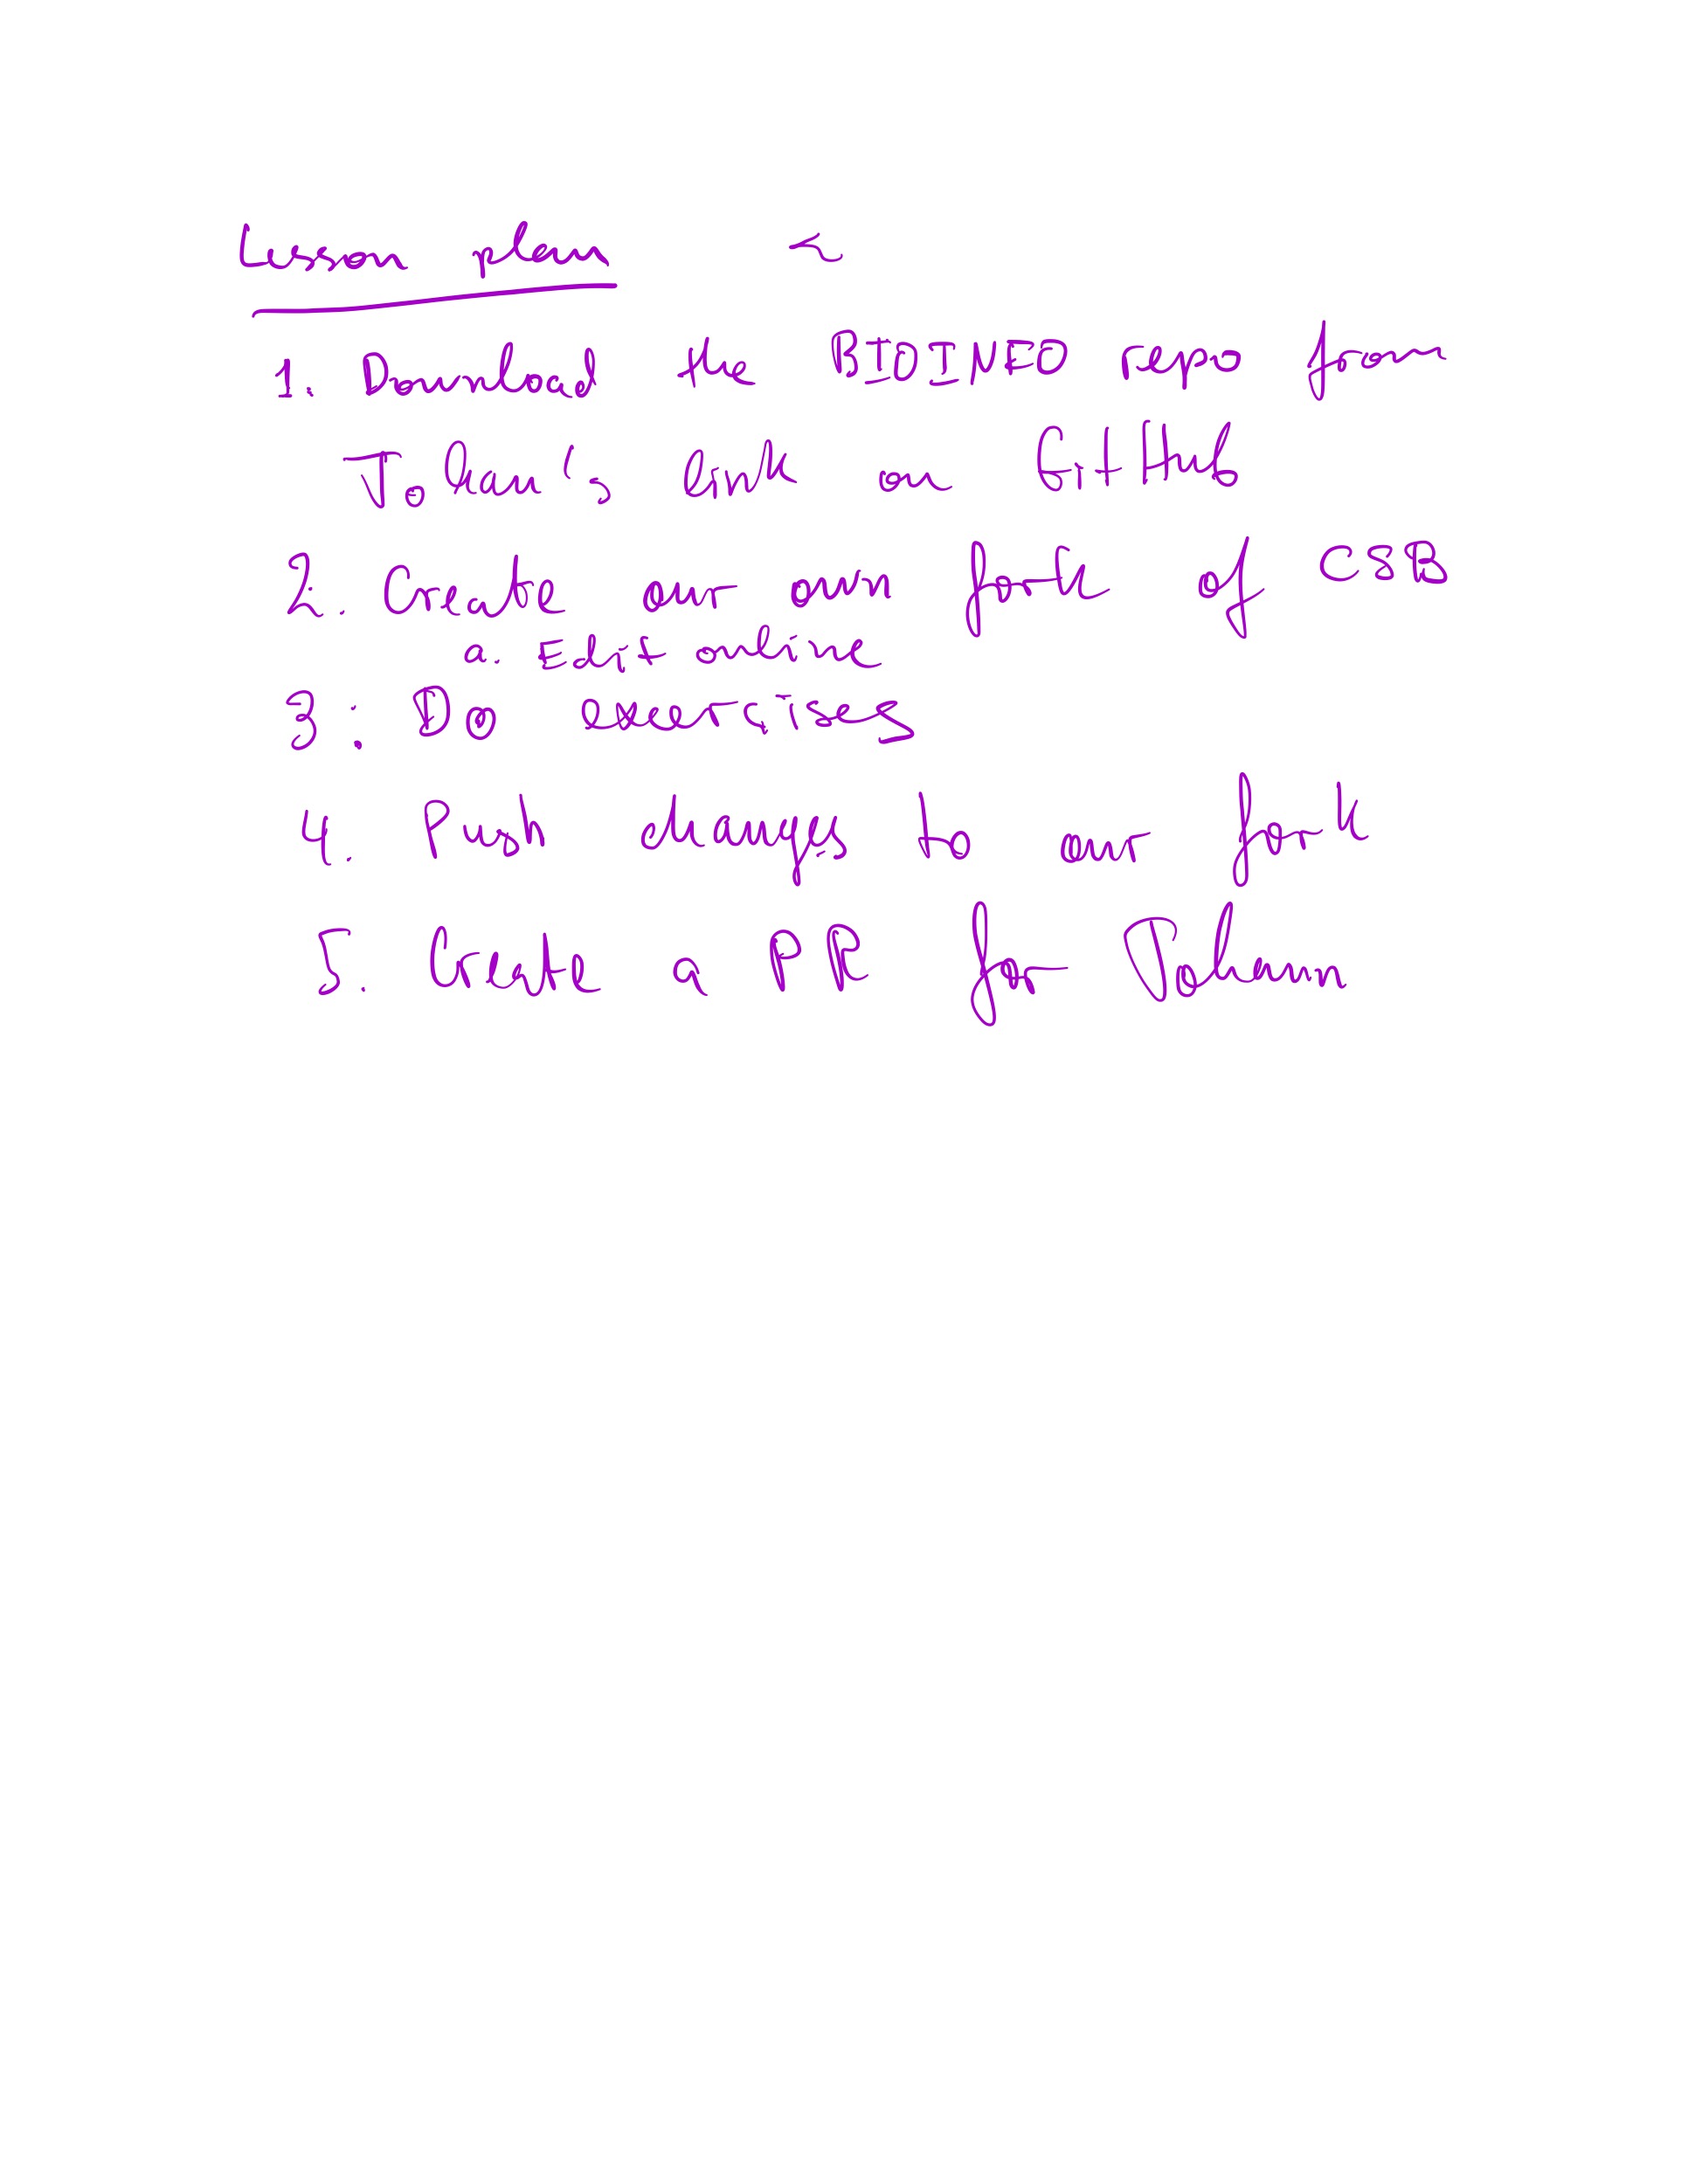 Lesson plan <
1. Download the BIOINFO repo from
Johan's link on GitHub
2. Create our own fork of CSB
a. Edit online
3. Do exercises
4. Push changes to our fork
5. Create a PR for Johan